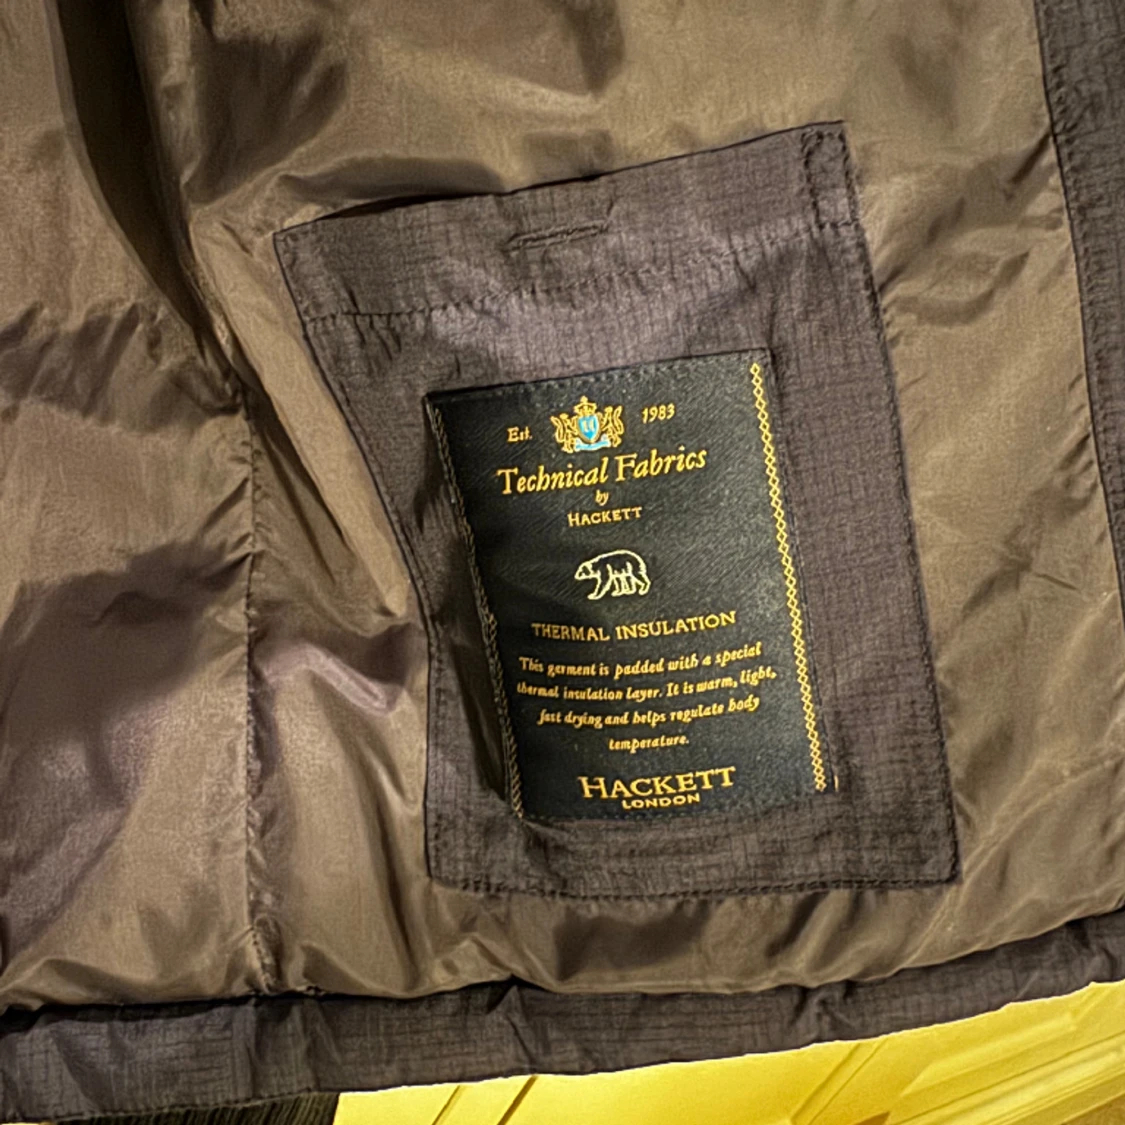 Est. 1983
Technical Fabrics
by
HACKETT
THERMAL INSULATION
This garment is padded with a special
thermal insulation layer. It is warm, light,
fast drying and helps regulate body
temperature.
HACKETT
LONDON